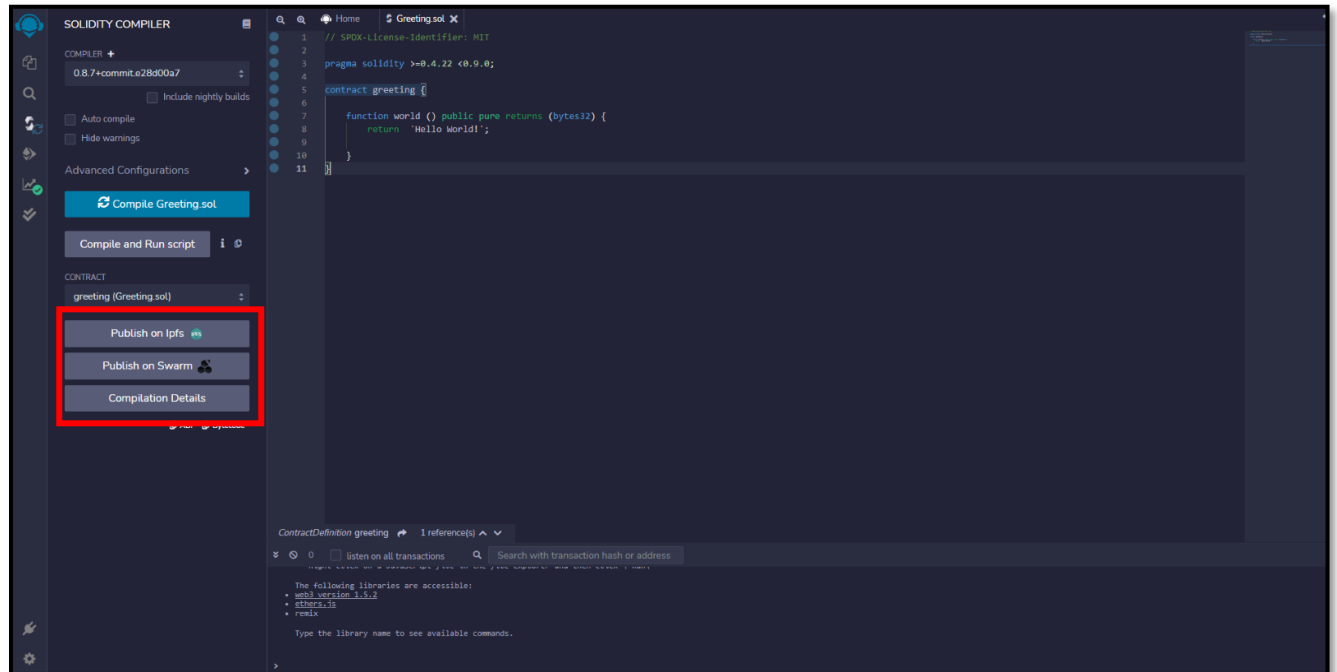 SOLIDITY COMPILER
COMPILER +
0.8.7+commit.e28d00a7
Include nightly builds
Auto compile
Hide warnings
Advanced Configurations
Compile Greeting.sol
Compile and Run script
CONTRACT
greeting (Greeting.sol)
Publish on Ipfs
Publish on Swarm
Compilation Details
Home
Greeting.sol
1 // SPDX-License-Identifier: MIT
2
3 pragma solidity >=0.4.22 <0.9.0;
4
5 contract greeting {
6
7 function world () public pure returns (bytes32) {
8 return 'Hello World!';
9
10 }
11 }
ContractDefinition greeting 1 reference(s)
0 listen on all transactions Search with transaction hash or address
The following libraries are accessible:
• web3 version 1.5.2
• ethers.js
• remix
Type the library name to see available commands.
>